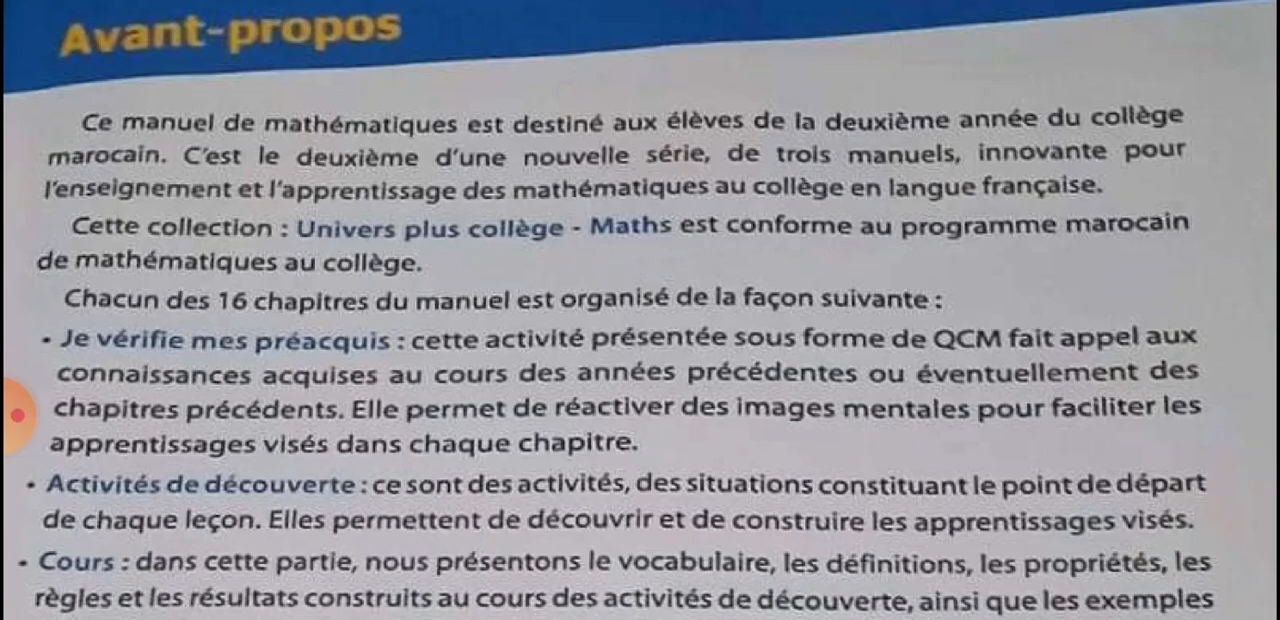 Avant-propos
Ce manuel de mathématiques est destiné aux élèves de la deuxième année du collège
marocain. C'est le deuxième d'une nouvelle série, de trois manuels, innovante pour
l'enseignement et l'apprentissage des mathématiques au collège en langue française.
Cette collection : Univers plus collège - Maths est conforme au programme marocain
de mathématiques au collège.
Chacun des 16 chapitres du manuel est organisé de la façon suivante :
• Je vérifie mes préacquis : cette activité présentée sous forme de QCM fait appel aux
connaissances acquises au cours des années précédentes ou éventuellement des
chapitres précédents. Elle permet de réactiver des images mentales pour faciliter les
apprentissages visés dans chaque chapitre.
• Activités de découverte : ce sont des activités, des situations constituant le point de départ
de chaque leçon. Elles permettent de découvrir et de construire les apprentissages visés.
• Cours : dans cette partie, nous présentons le vocabulaire, les définitions, les propriétés, les
règles et les résultats construits au cours des activités de découverte, ainsi que les exemples